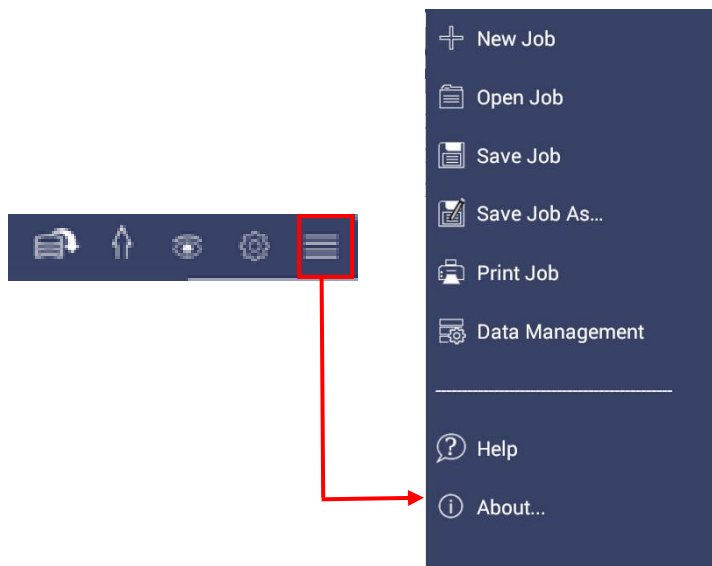 New Job
Open Job
Save Job
Save Job As...
Print Job
Data Management
Help
About...